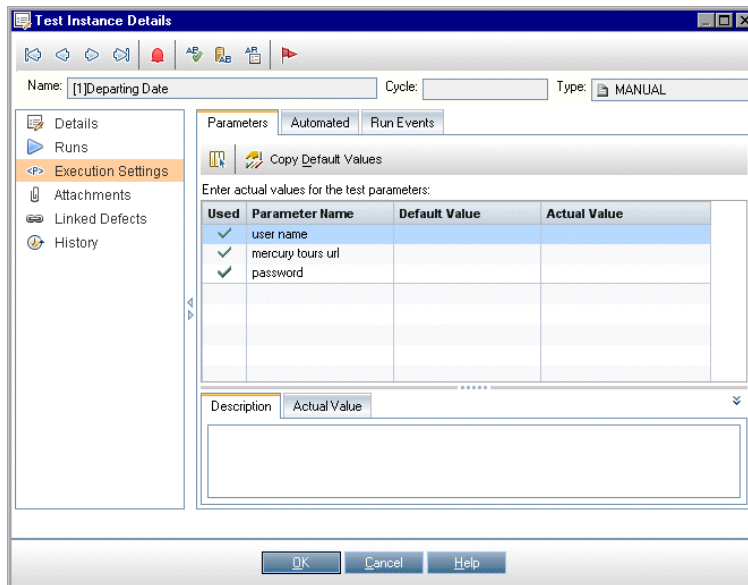 Test Instance Details
Name: [1]Departing Date Cycle: Type: MANUAL
Details
Runs
<P> Execution Settings
Attachments
Linked Defects
History
Parameters Automated Run Events
Copy Default Values
Enter actual values for the test parameters:
Used Parameter Name Default Value Actual Value
user name
mercury tours url
password
Description Actual Value
OK Cancel Help